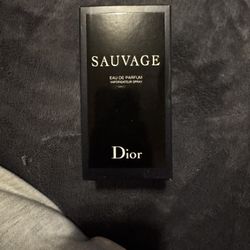 SAUVAGE
EAU DE PARFUM
VAPORISATEUR SPRAY
Dior